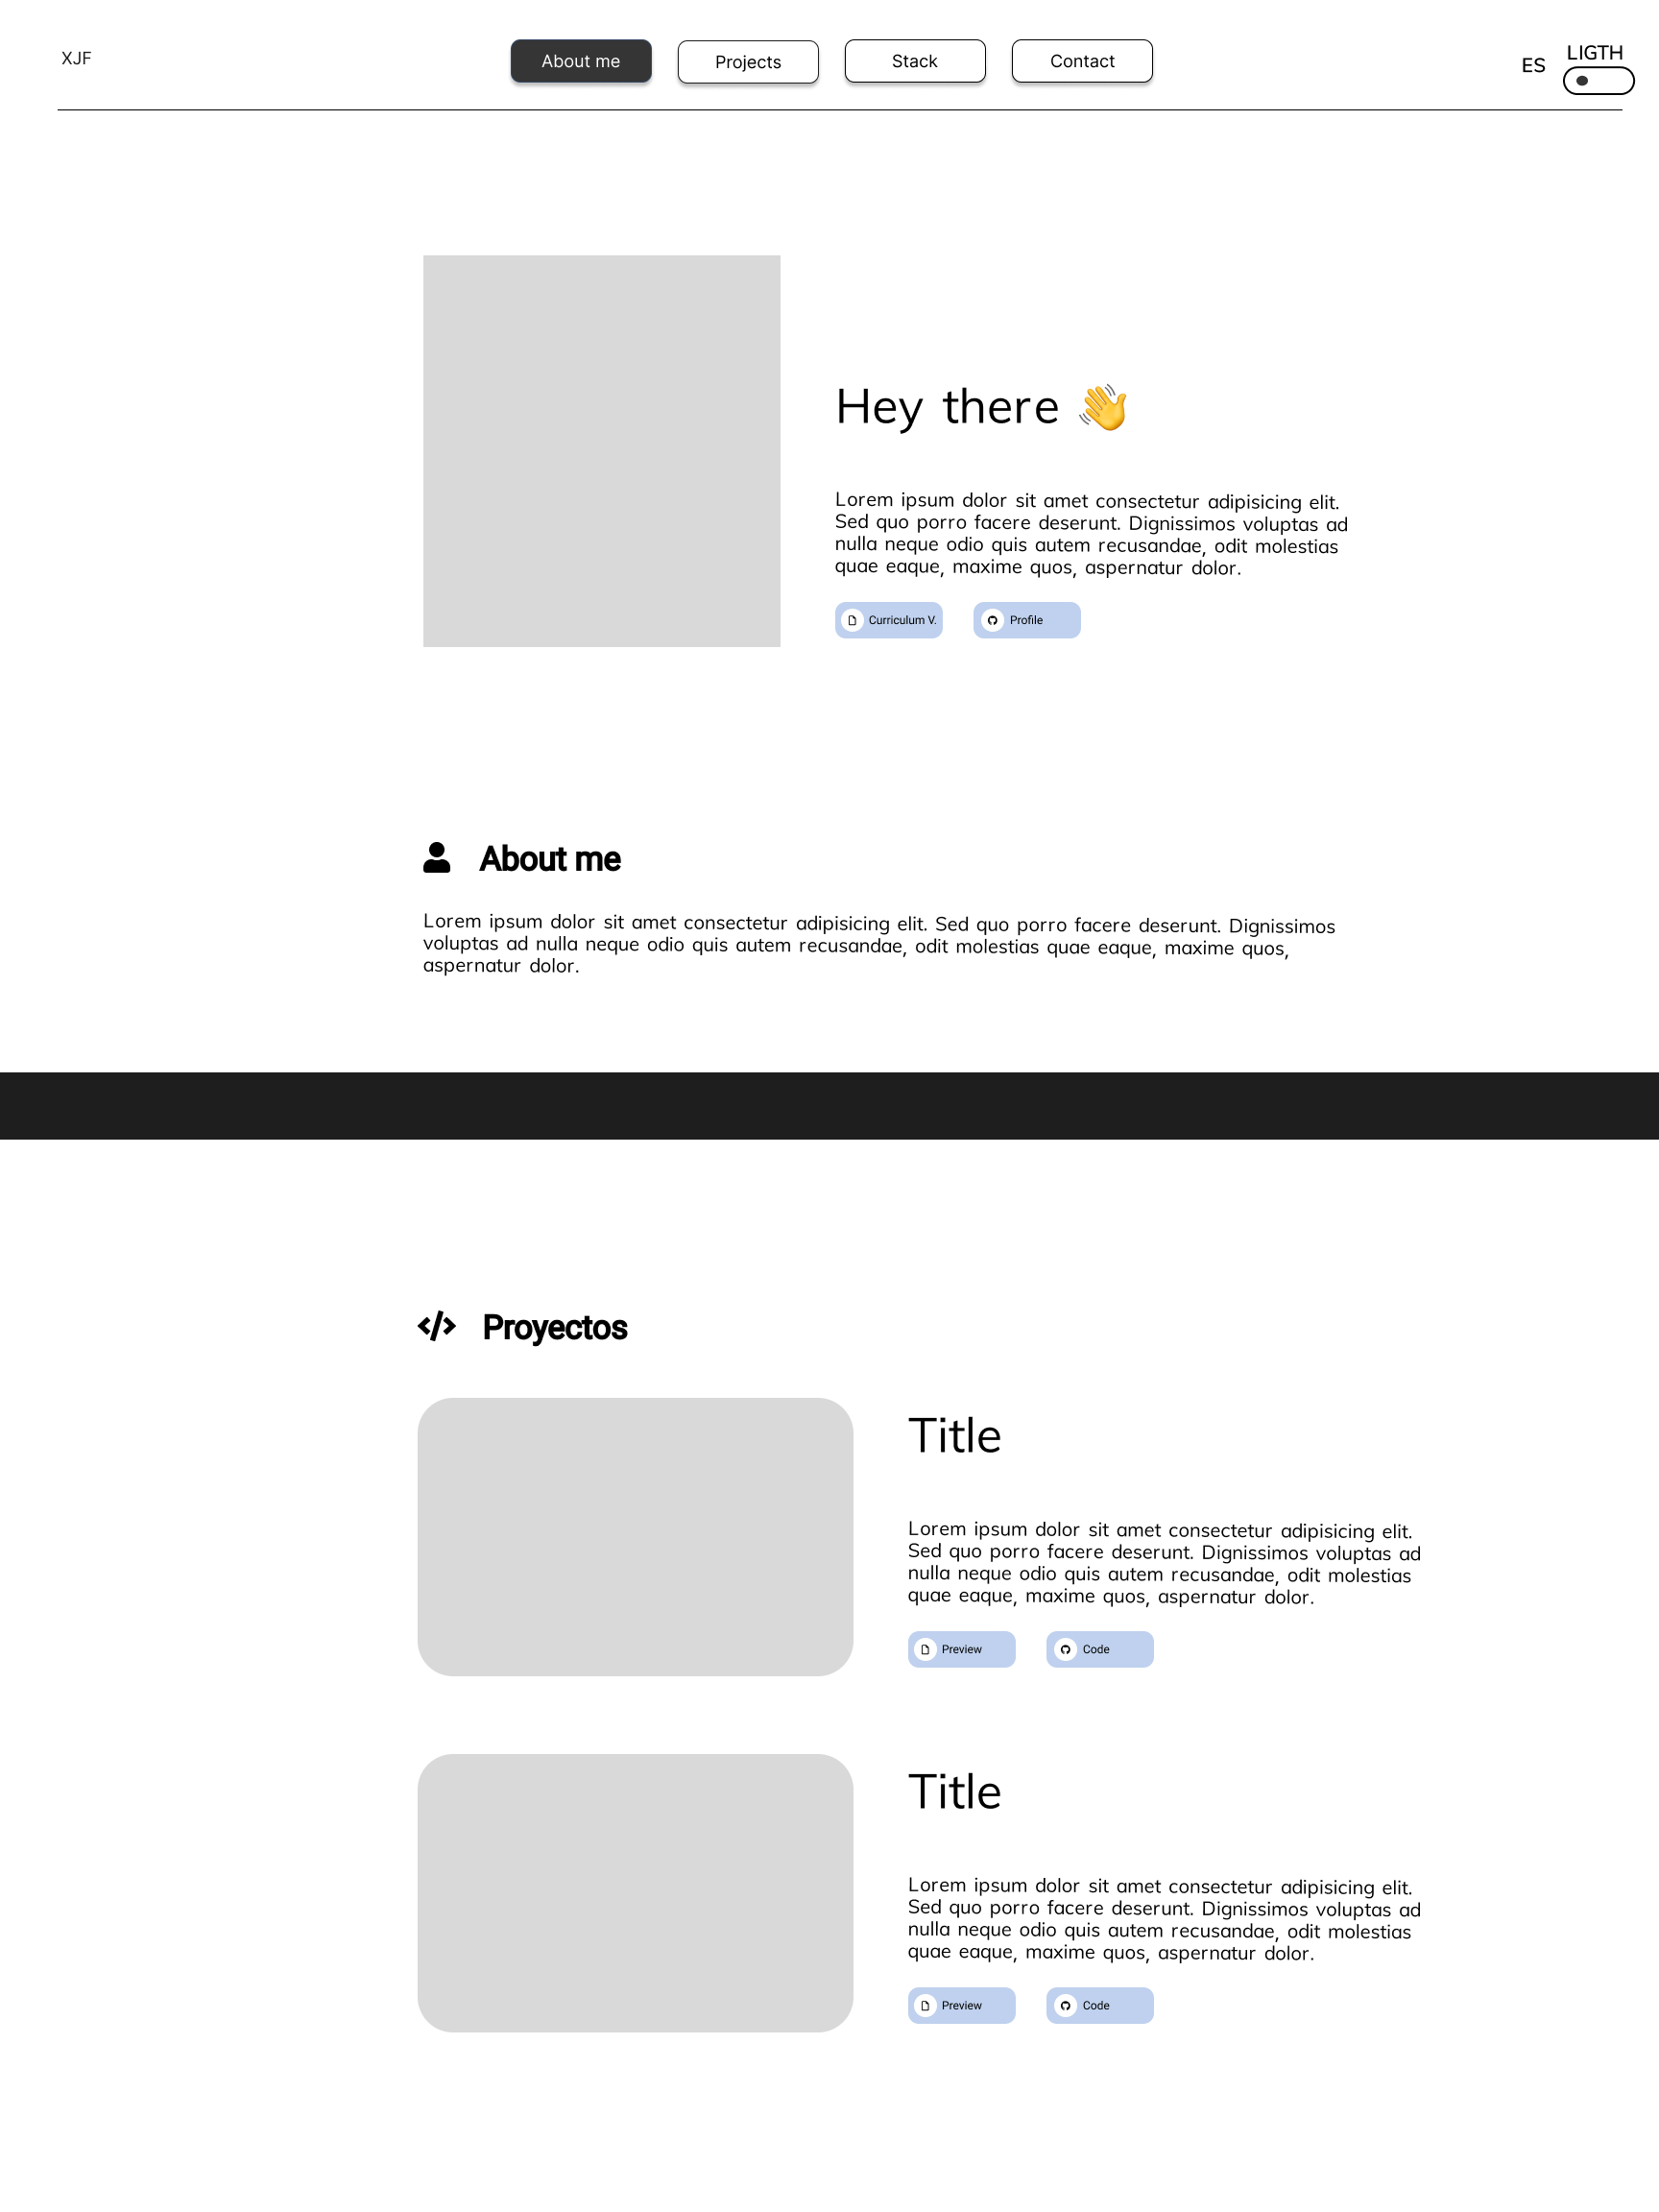 XJF
About me
Projects
Stack
Contact
ES
LIGTH
Hey there 👋
Lorem ipsum dolor sit amet consectetur adipisicing elit.
Sed quo porro facere deserunt. Dignissimos voluptas ad
nulla neque odio quis autem recusandae, odit molestias
quae eaque, maxime quos, aspernatur dolor.
Curriculum V.
Profile
About me
Lorem ipsum dolor sit amet consectetur adipisicing elit. Sed quo porro facere deserunt. Dignissimos
voluptas ad nulla neque odio quis autem recusandae, odit molestias quae eaque, maxime quos,
aspernatur dolor.
Proyectos
Title
Lorem ipsum dolor sit amet consectetur adipisicing elit.
Sed quo porro facere deserunt. Dignissimos voluptas ad
nulla neque odio quis autem recusandae, odit molestias
quae eaque, maxime quos, aspernatur dolor.
Preview
Code
Title
Lorem ipsum dolor sit amet consectetur adipisicing elit.
Sed quo porro facere deserunt. Dignissimos voluptas ad
nulla neque odio quis autem recusandae, odit molestias
quae eaque, maxime quos, aspernatur dolor.
Preview
Code